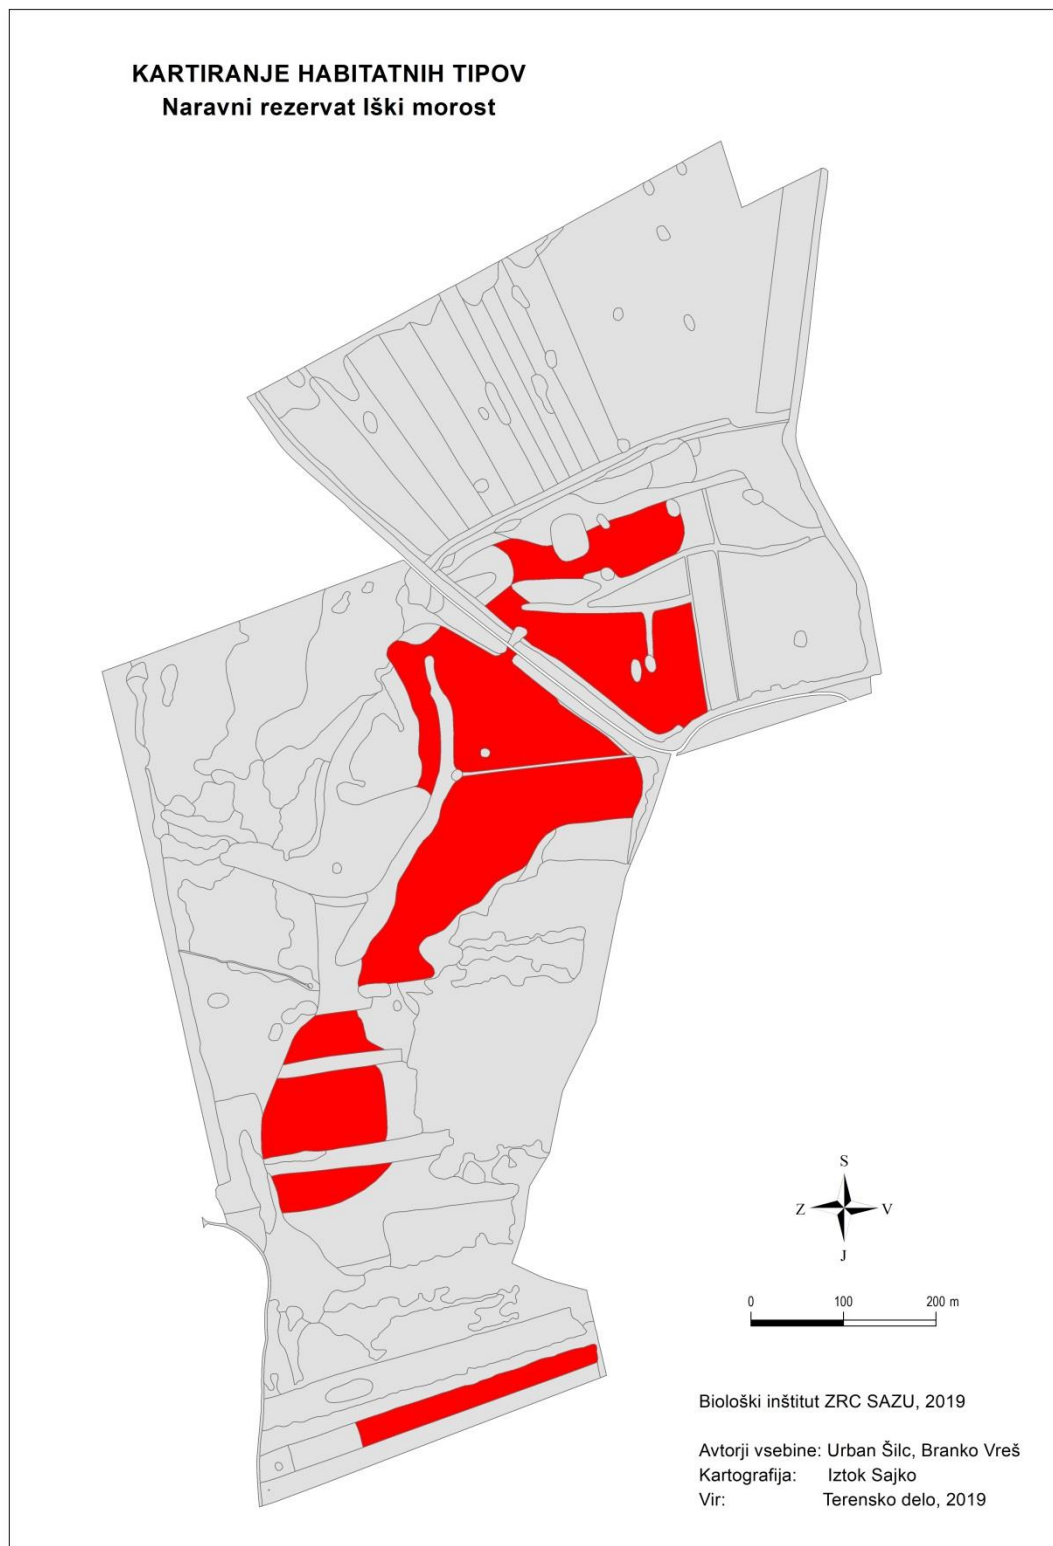 KARTIRANJE HABITATNIH TIPOV
Naravni rezervat Iški morost
S
Z V
J
0 100 200 m
Biološki inštitut ZRC SAZU, 2019
Avtorji vsebine: Urban Šilc, Branko Vreš
Kartografija: Iztok Sajko
Vir: Terensko delo, 2019